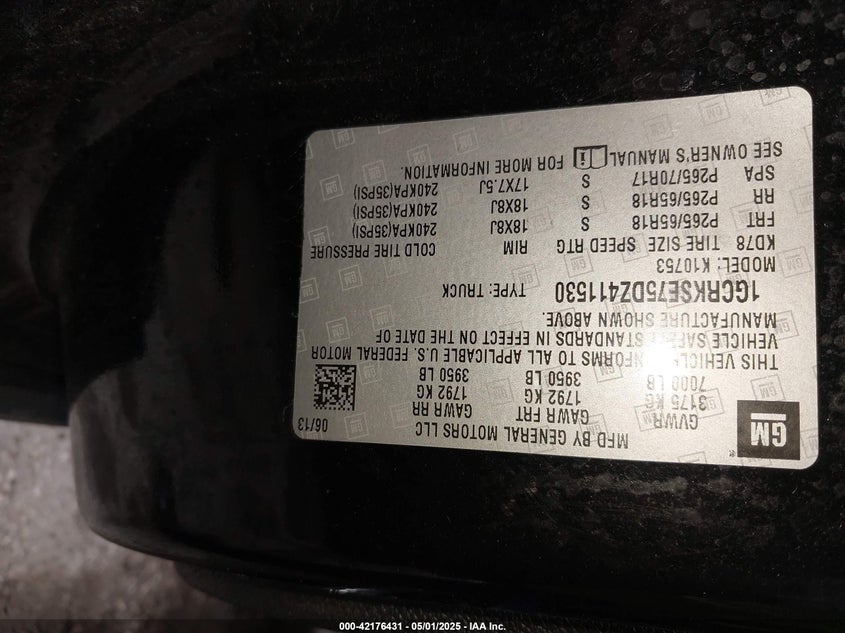 GM
MFD BY GENERAL MOTORS LLC
06/13
GVWR GAWR FRT GAWR RR
3175 KG 1792 KG 1792 KG
7000 LB 3950 LB 3950 LB
THIS VEHICLE CONFORMS TO ALL APPLICABLE U.S. FEDERAL MOTOR
VEHICLE SAFETY STANDARDS IN EFFECT ON THE DATE OF
MANUFACTURE SHOWN ABOVE.
1GCRKSE75DZ411530 TYPE: TRUCK
MODEL: K10753
KD78 TIRE SIZE SPEED RTG RIM COLD TIRE PRESSURE
FRT P265/65R18 S 18X8J 240KPA(35PSI)
RR P265/65R18 S 18X8J 240KPA(35PSI)
SPA P265/70R17 S 17X7.5J 240KPA(35PSI)
SEE OWNER'S MANUAL FOR MORE INFORMATION.
000-42176431 - 05/01/2025 - IAA Inc.